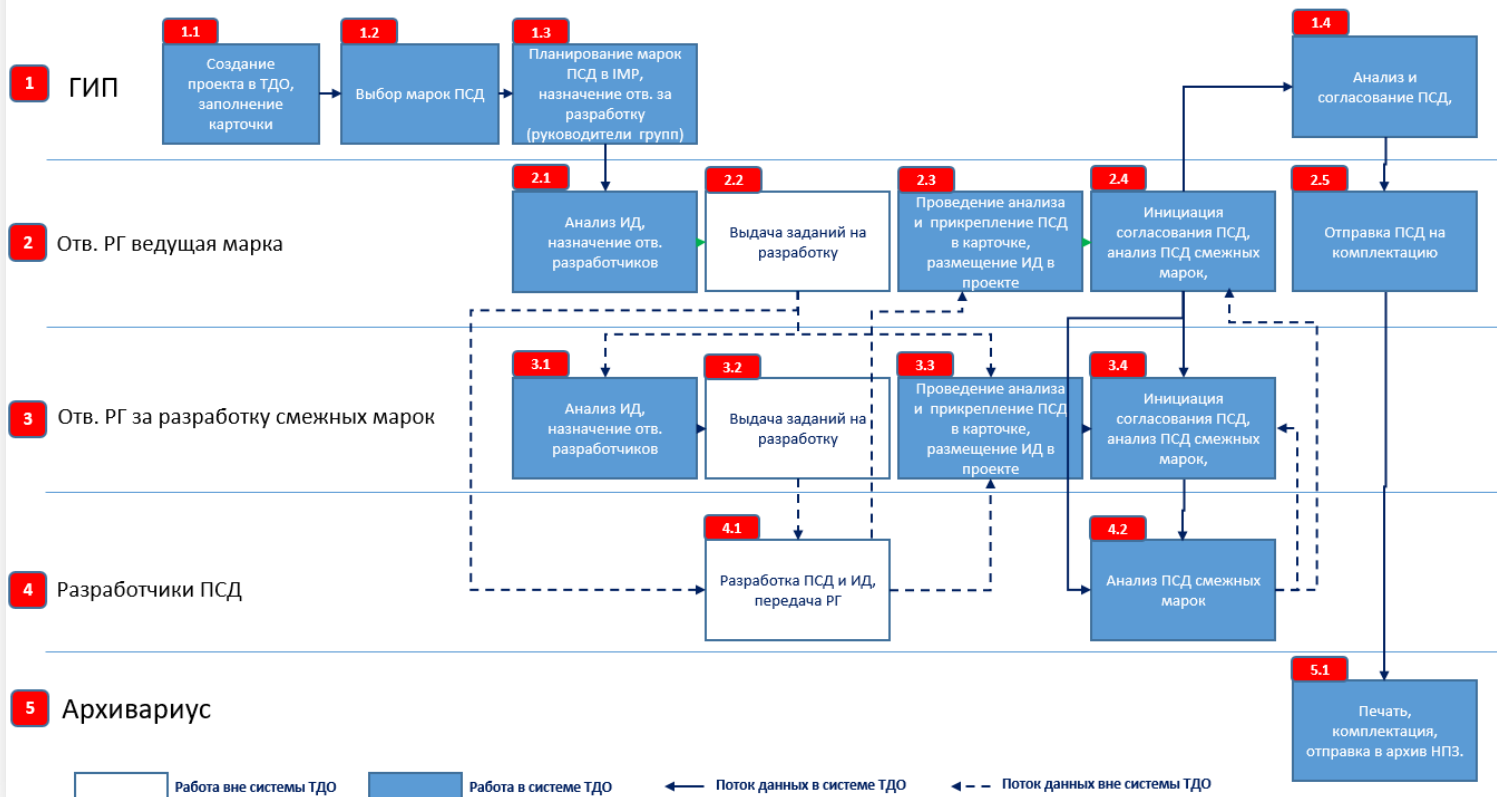 1.1
1.2
1.3
1.4
1
ГИП
Создание
проекта в ТДО,
заполнение
карточки
Выбор марок ПСД
Планирование марок
ПСД в IMP,
назначение отв. за
разработку
(руководители групп)
Анализ и
согласование ПСД,
2.1
2.2
2.3
2.4
2.5
2
Отв. РГ ведущая марка
Анализ ИД,
назначение отв.
разработчиков
Выдача заданий на
разработку
Проведение анализа
и прикрепление ПСД
в карточке,
размещение ИД в
проекте
Инициация
согласования ПСД,
анализ ПСД смежных
марок,
Отправка ПСД на
комплектацию
3.1
3.2
3.3
3.4
3
Отв. РГ за разработку смежных марок
Анализ ИД,
назначение отв.
разработчиков
Выдача заданий на
разработку
Проведение анализа
и прикрепление ПСД
в карточке,
размещение ИД в
проекте
Инициация
согласования ПСД,
анализ ПСД смежных
марок,
4.1
4.2
4
Разработчики ПСД
Разработка ПСД и ИД,
передача РГ
Анализ ПСД смежных
марок
5.1
5
Архивариус
Печать,
комплектация,
отправка в архив НПЗ.
Работа вне системы ТДО
Работа в системе ТДО
Поток данных в системе ТДО
Поток данных вне системы ТДО